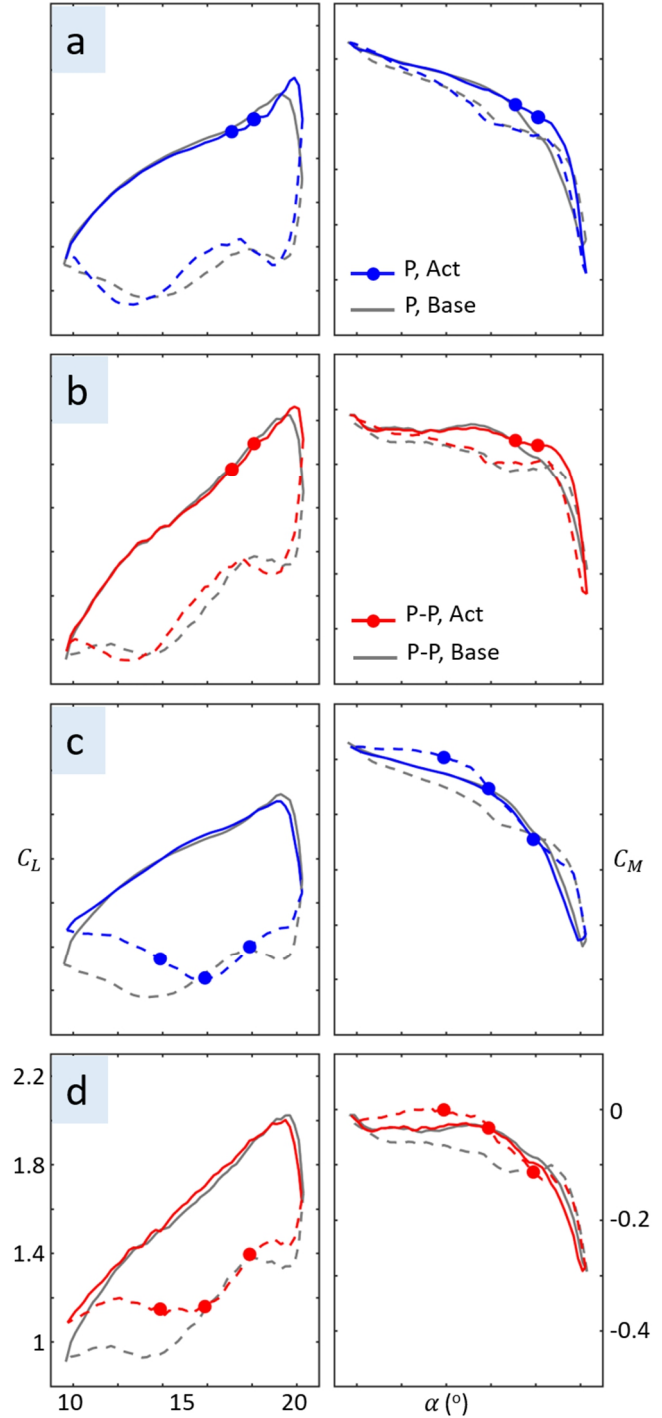 a
P, Act
P, Base
b
P-P, Act
P-P, Base
c
C_L
C_M
d
2.2
1.8
1.4
1
0
-0.2
-0.4
10 15 20
α (°)